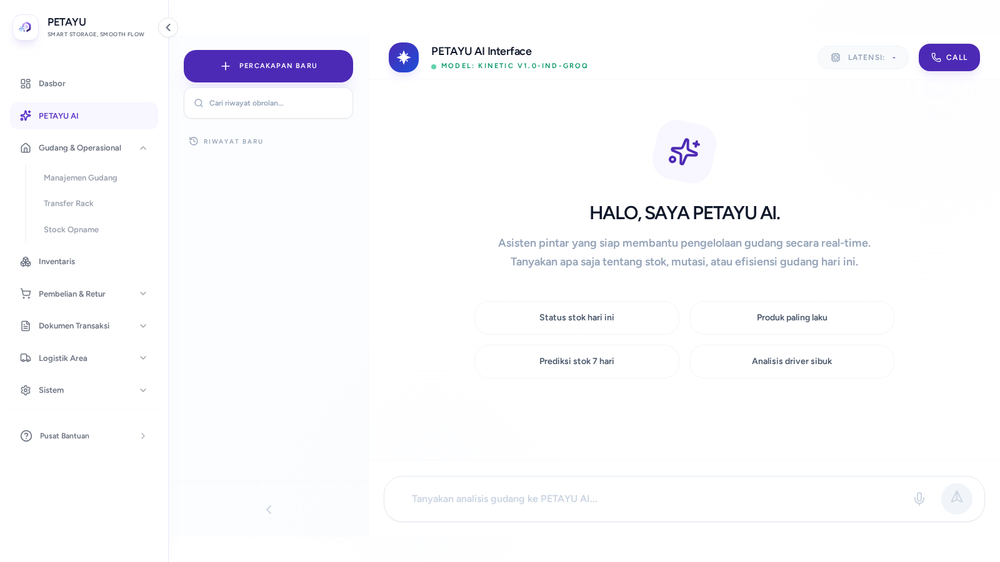 PETAYU
SMART STORAGE, SMOOTH FLOW
Dasbor
PETAYU AI
Gudang & Operasional
Manajemen Gudang
Transfer Rack
Stock Opname
Inventaris
Pembelian & Retur
Dokumen Transaksi
Logistik Area
Sistem
Pusat Bantuan
PERCAKAPAN BARU
Cari riwayat obrolan...
RIWAYAT BARU
PETAYU AI Interface
MODEL: KINETIC V1.0-IND-GROQ
LATENSI: -
CALL
HALO, SAYA PETAYU AI.
Asisten pintar yang siap membantu pengelolaan gudang secara real-time.
Tanyakan apa saja tentang stok, mutasi, atau efisiensi gudang hari ini.
Status stok hari ini
Produk paling laku
Prediksi stok 7 hari
Analisis driver sibuk
Tanyakan analisis gudang ke PETAYU AI...